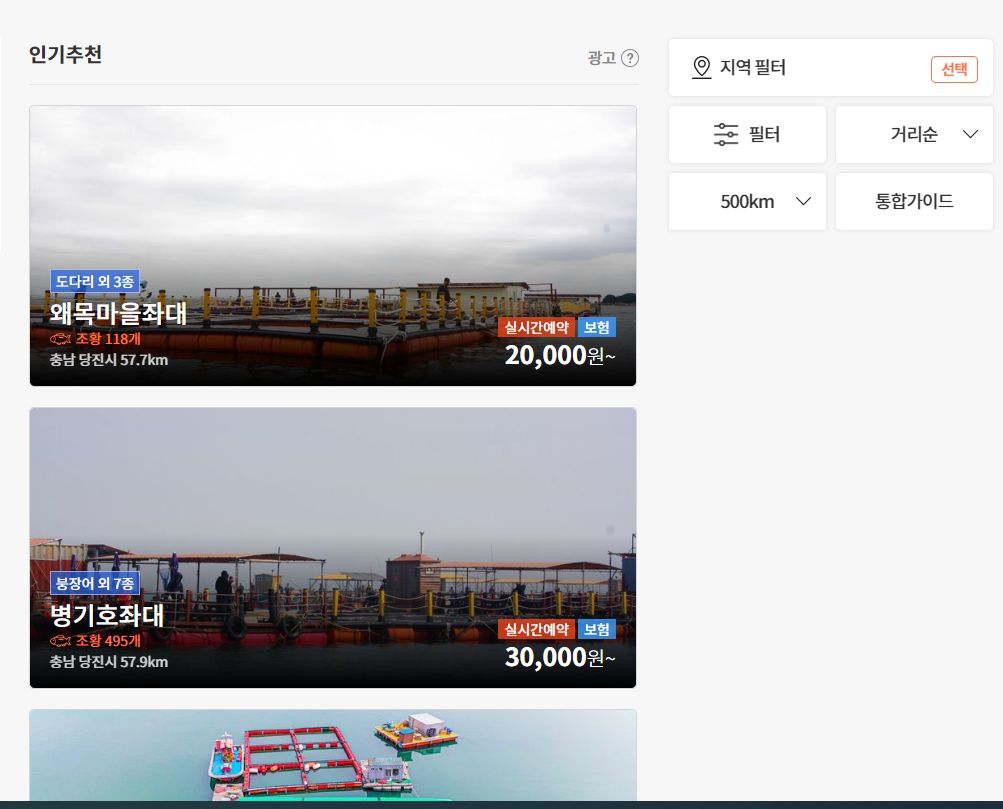 인기추천
광고 ?
도다리 외 3종
왜목마을좌대
조황 118개
충남 당진시 57.7km
실시간예약 보험
20,000원~
붕장어 외 7종
병기호좌대
조황 495개
충남 당진시 57.9km
실시간예약 보험
30,000원~
지역 필터
선택
필터
거리순
500km
통합가이드